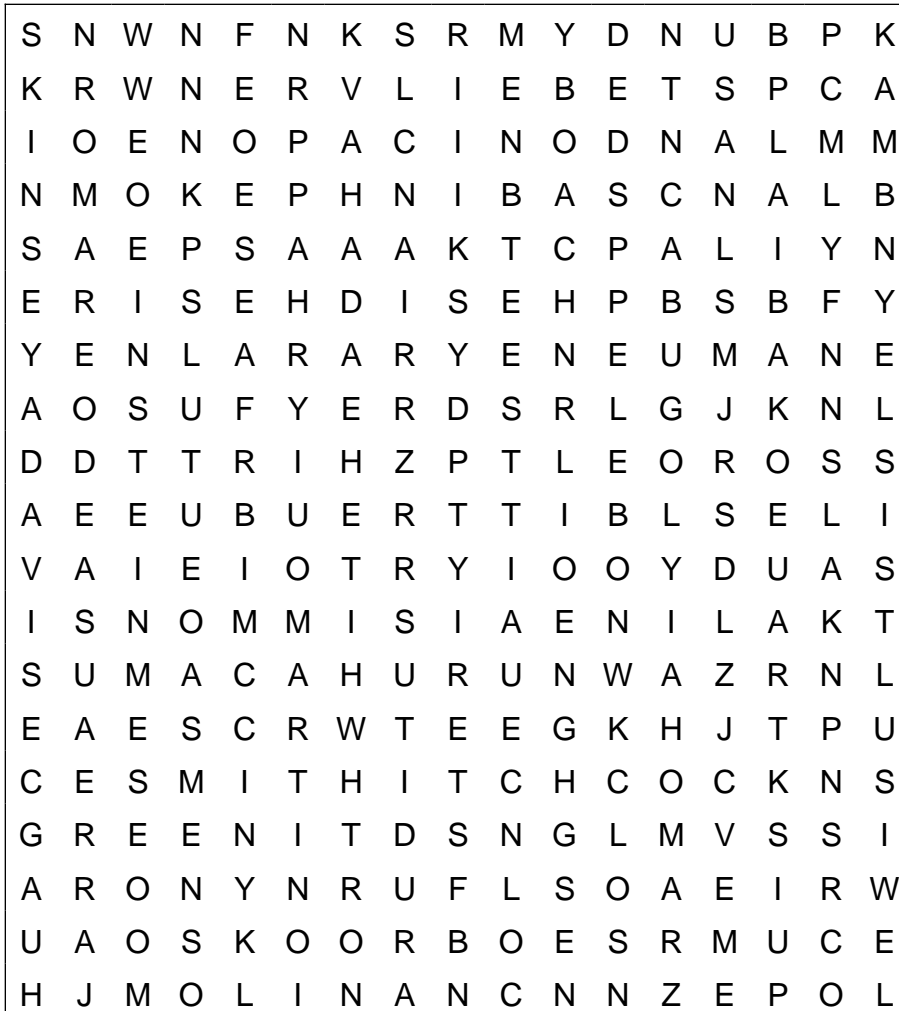 S N W N F N K S R M Y D N U B P K
K R W N E R V L I E B E T S P C A
I O E N O P A C I N O D N A L M M
N M O K E P H N I B A S C N A L B
S A E P S A A A K T C P A L I Y N
E R I S E H D I S E H P B S B F Y
Y E N L A R A R Y E N E U M A N E
A O S U F Y E R D S R L G J K N L
D D T T R I H Z P T L E O R O S S
A E E U B U E R T T I B L S E L I
V A I E I O T R Y I O O Y D U A S
I S N O M M I S I A E N I L A K T
S U M A C A H U R U N W A Z R N L
E A E S C R W T E E G K H J T P U
C E S M I T H I T C H C O C K N S
G R E E N I T D S N G L M V S S I
A R O N Y N R U F L S O A E I R W
U A O S K O O R B O E S R M U C E
H J M O L I N A N C N N Z E P O L